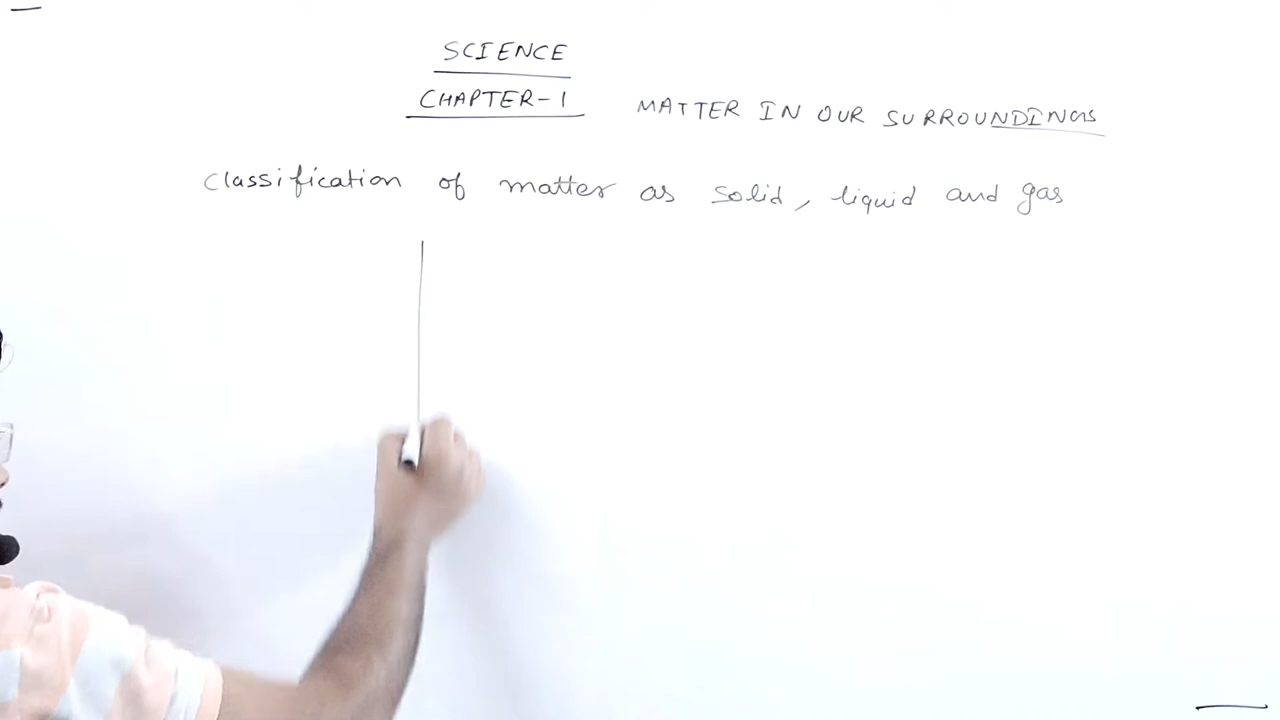 SCIENCE
CHAPTER-1 MATTER IN OUR SURROUNDINGS
Classification of matter as solid, liquid and gas